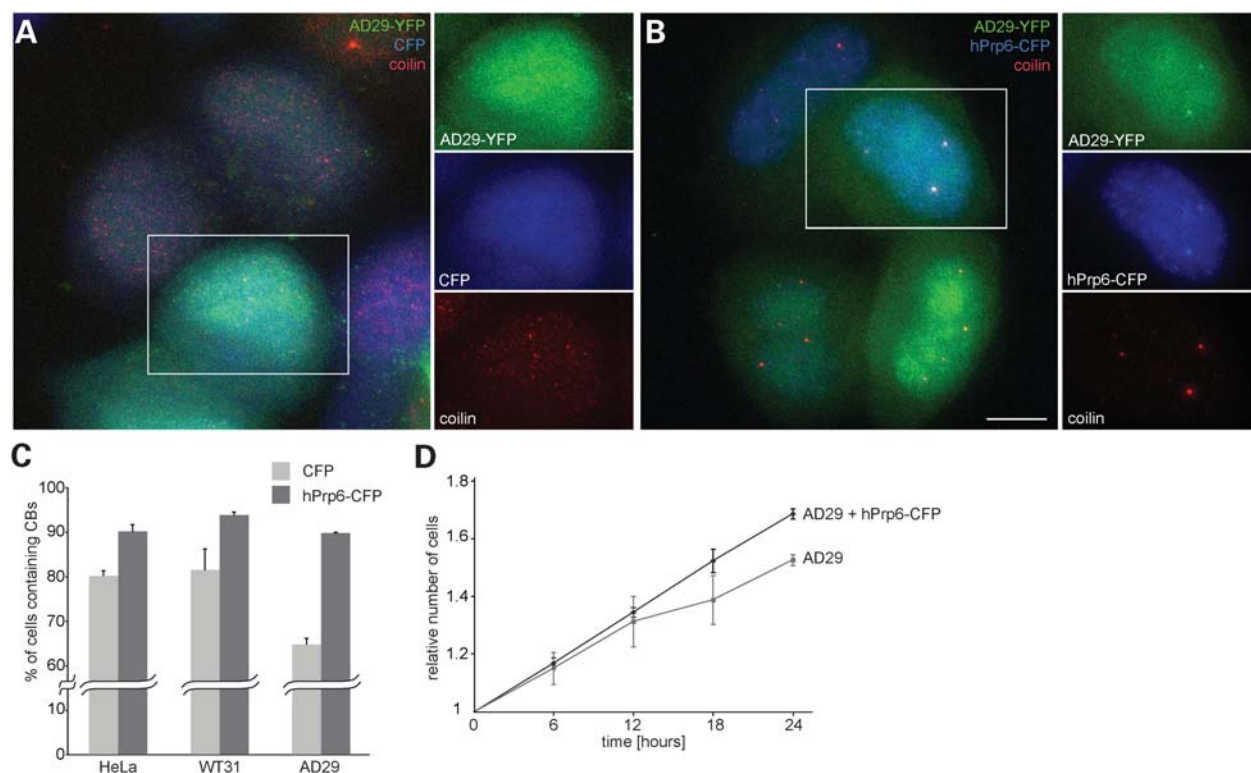 A
AD29-YFP
CFP
coilin
AD29-YFP
CFP
coilin
B
AD29-YFP
hPrp6-CFP
coilin
AD29-YFP
hPrp6-CFP
coilin
C
CFP
hPrp6-CFP
% of cells containing CBs
100
90
80
70
60
10
0
HeLa
WT31
AD29
D
relative number of cells
1.8
1.6
1.4
1.2
1
0
6
12
18
24
time [hours]
AD29 + hPrp6-CFP
AD29